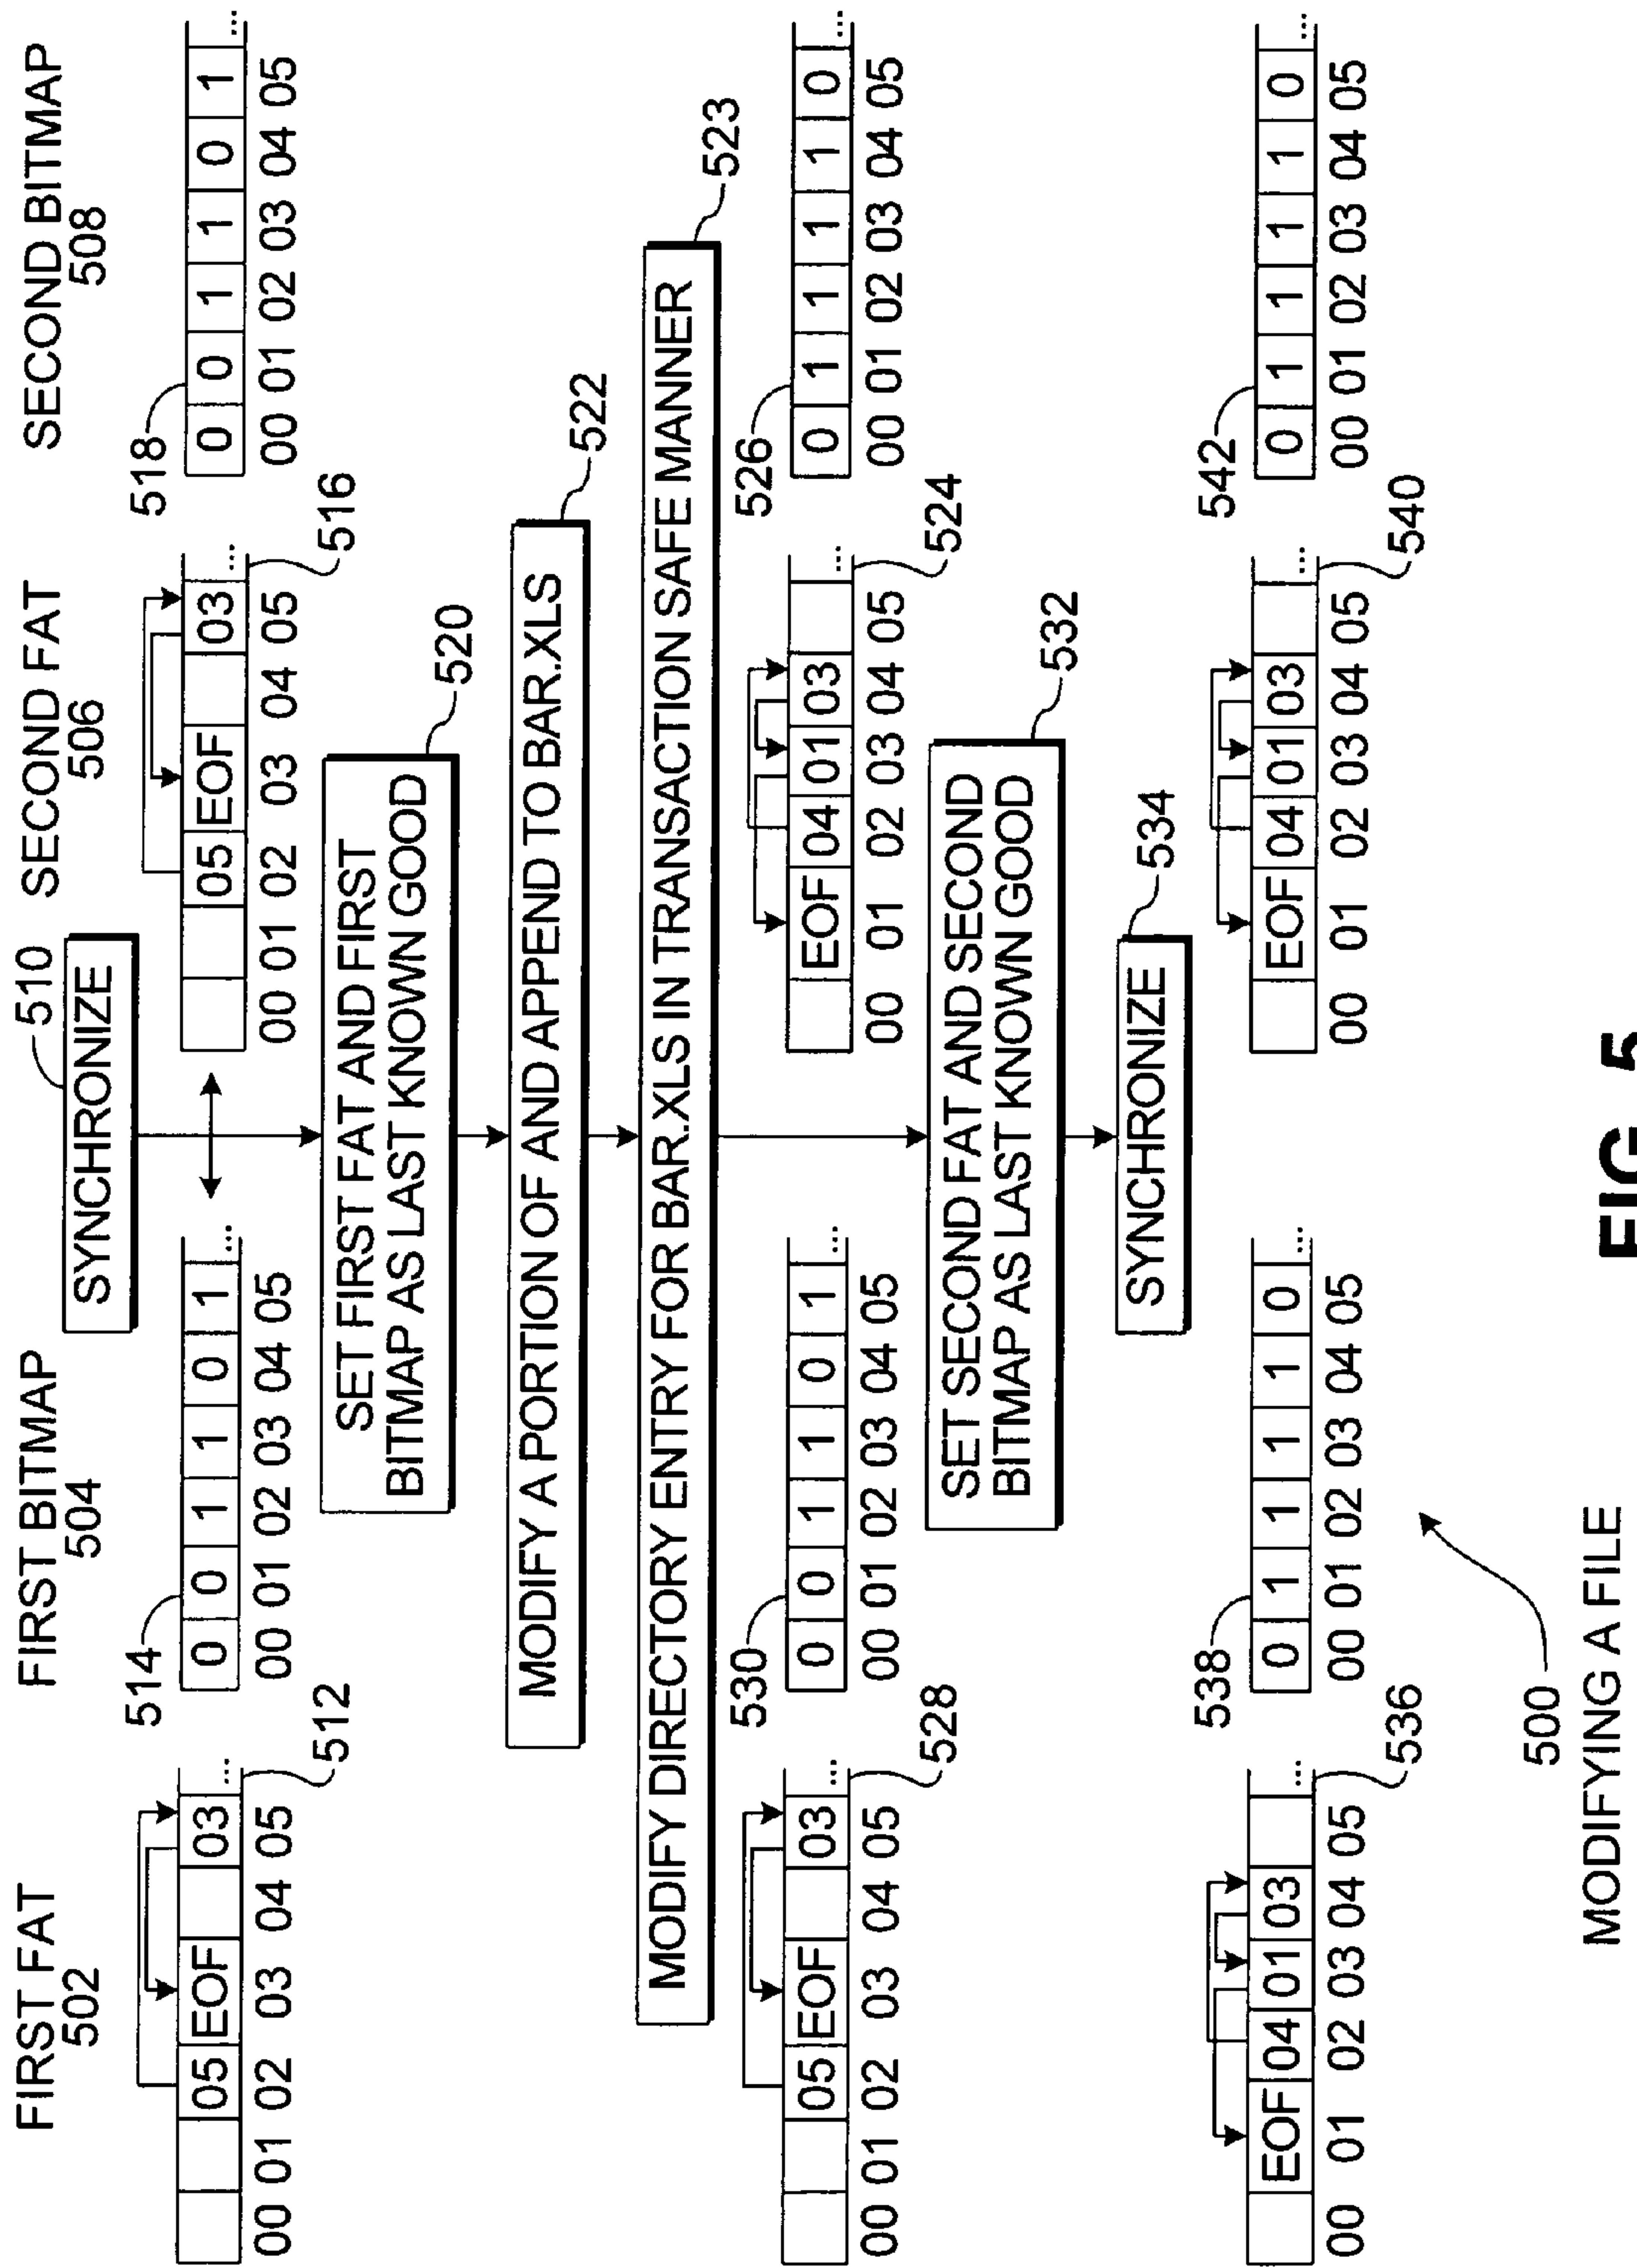 FIRST FAT
502
FIRST BITMAP
504
510
SECOND FAT
506
SECOND BITMAP
508
SYNCHRONIZE
514
518
05 EOF 03 ...
0 0 1 1 0 1 ...
05 EOF 03 ...
0 0 1 1 0 1 ...
512
516
00 01 02 03 04 05
00 01 02 03 04 05
00 01 02 03 04 05
00 01 02 03 04 05
SET FIRST FAT AND FIRST
BITMAP AS LAST KNOWN GOOD
520
MODIFY A PORTION OF AND APPEND TO BAR.XLS
522
MODIFY DIRECTORY ENTRY FOR BAR.XLS IN TRANSACTION SAFE MANNER
523
530
526
05 EOF 03 ...
0 0 1 1 0 1 ...
EOF 04 01 03 ...
0 1 1 1 1 0 ...
528
524
00 01 02 03 04 05
00 01 02 03 04 05
00 01 02 03 04 05
00 01 02 03 04 05
SET SECOND FAT AND SECOND
BITMAP AS LAST KNOWN GOOD
532
SYNCHRONIZE
534
538
542
EOF 04 01 03 ...
0 1 1 1 1 0 ...
EOF 04 01 03 ...
0 1 1 1 1 0 ...
536
540
00 01 02 03 04 05
00 01 02 03 04 05
00 01 02 03 04 05
00 01 02 03 04 05
500
MODIFYING A FILE
FIG. 5